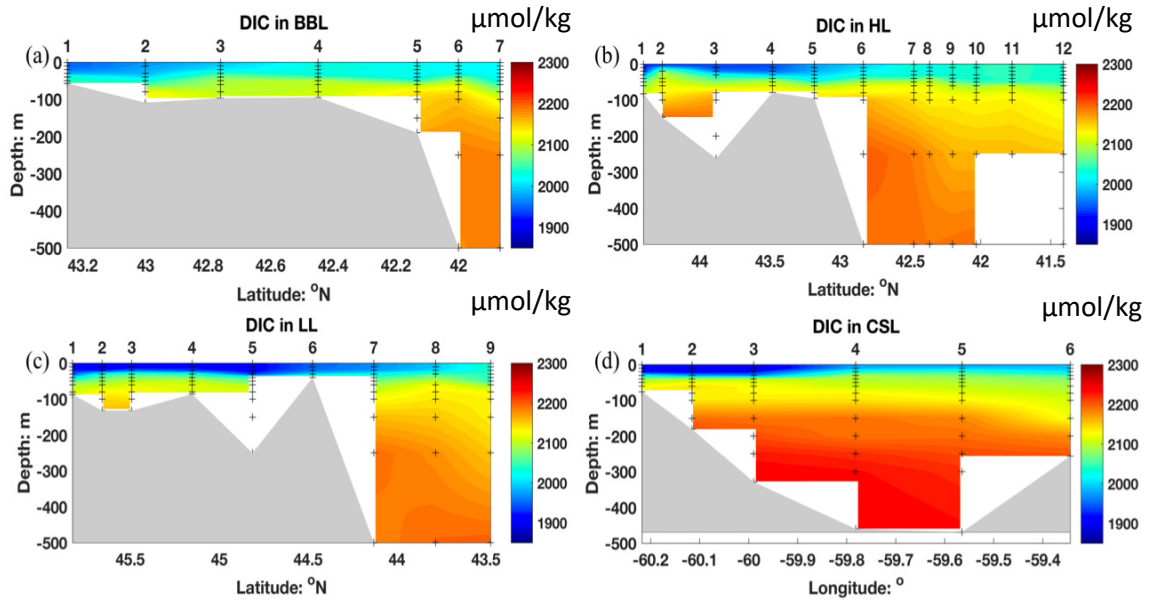 μmol/kg μmol/kg
DIC in BBL DIC in HL
(a) 1 2 3 4 5 6 7
0
-100
-200
-300
-400
-500
Depth: m
43.2 43 42.8 42.6 42.4 42.2 42
Latitude: °N
2300
2200
2100
2000
1900
(b) 1 2 3 4 5 6 7 8 9 10 11 12
0
-100
-200
-300
-400
-500
Depth: m
44 43.5 43 42.5 42 41.5
Latitude: °N
2300
2200
2100
2000
1900
μmol/kg μmol/kg
DIC in LL DIC in CSL
(c) 1 2 3 4 5 6 7 8 9
0
-100
-200
-300
-400
-500
Depth: m
45.5 45 44.5 44 43.5
Latitude: °N
2300
2200
2100
2000
1900
(d) 1 2 3 4 5 6
0
-100
-200
-300
-400
-500
Depth: m
-60.2 -60.1 -60 -59.9 -59.8 -59.7 -59.6 -59.5 -59.4
Longitude: °
2300
2200
2100
2000
1900